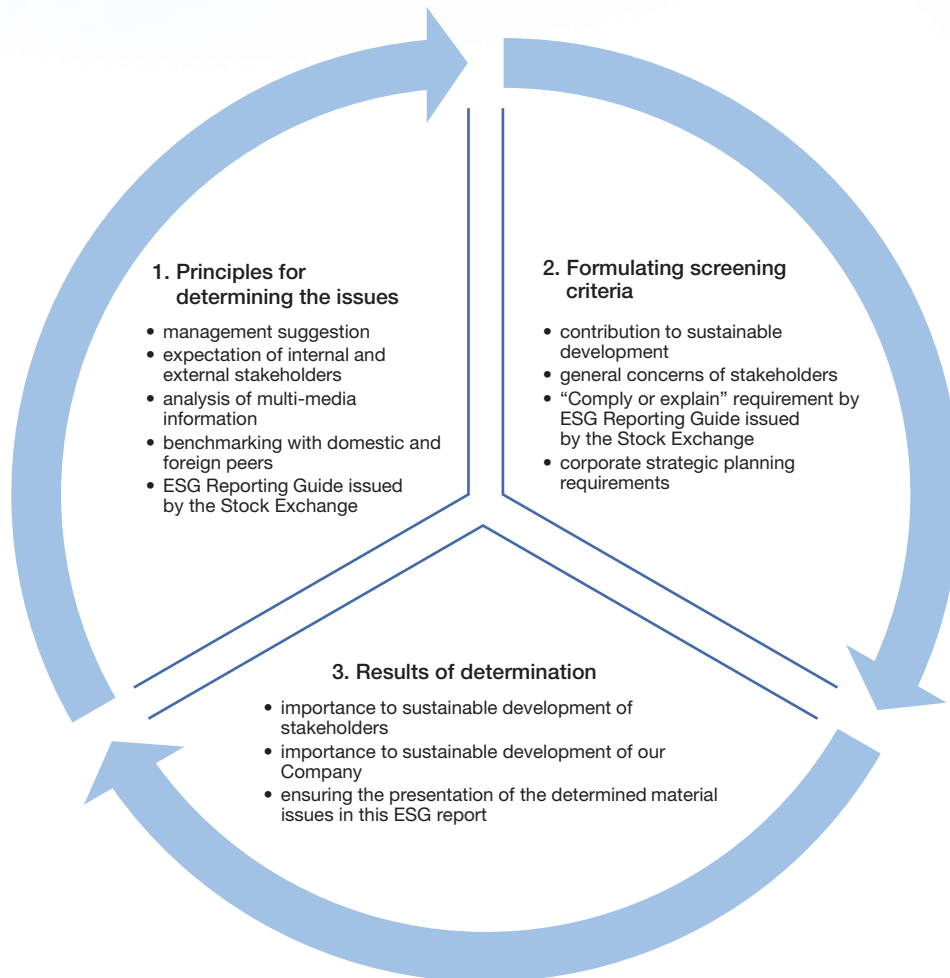 1. Principles for
determining the issues
• management suggestion
• expectation of internal and
external stakeholders
• analysis of multi-media
information
• benchmarking with domestic and
foreign peers
• ESG Reporting Guide issued
by the Stock Exchange
2. Formulating screening
criteria
• contribution to sustainable
development
• general concerns of stakeholders
• “Comply or explain” requirement by
ESG Reporting Guide issued
by the Stock Exchange
• corporate strategic planning
requirements
3. Results of determination
• importance to sustainable development of
stakeholders
• importance to sustainable development of our
Company
• ensuring the presentation of the determined material
issues in this ESG report